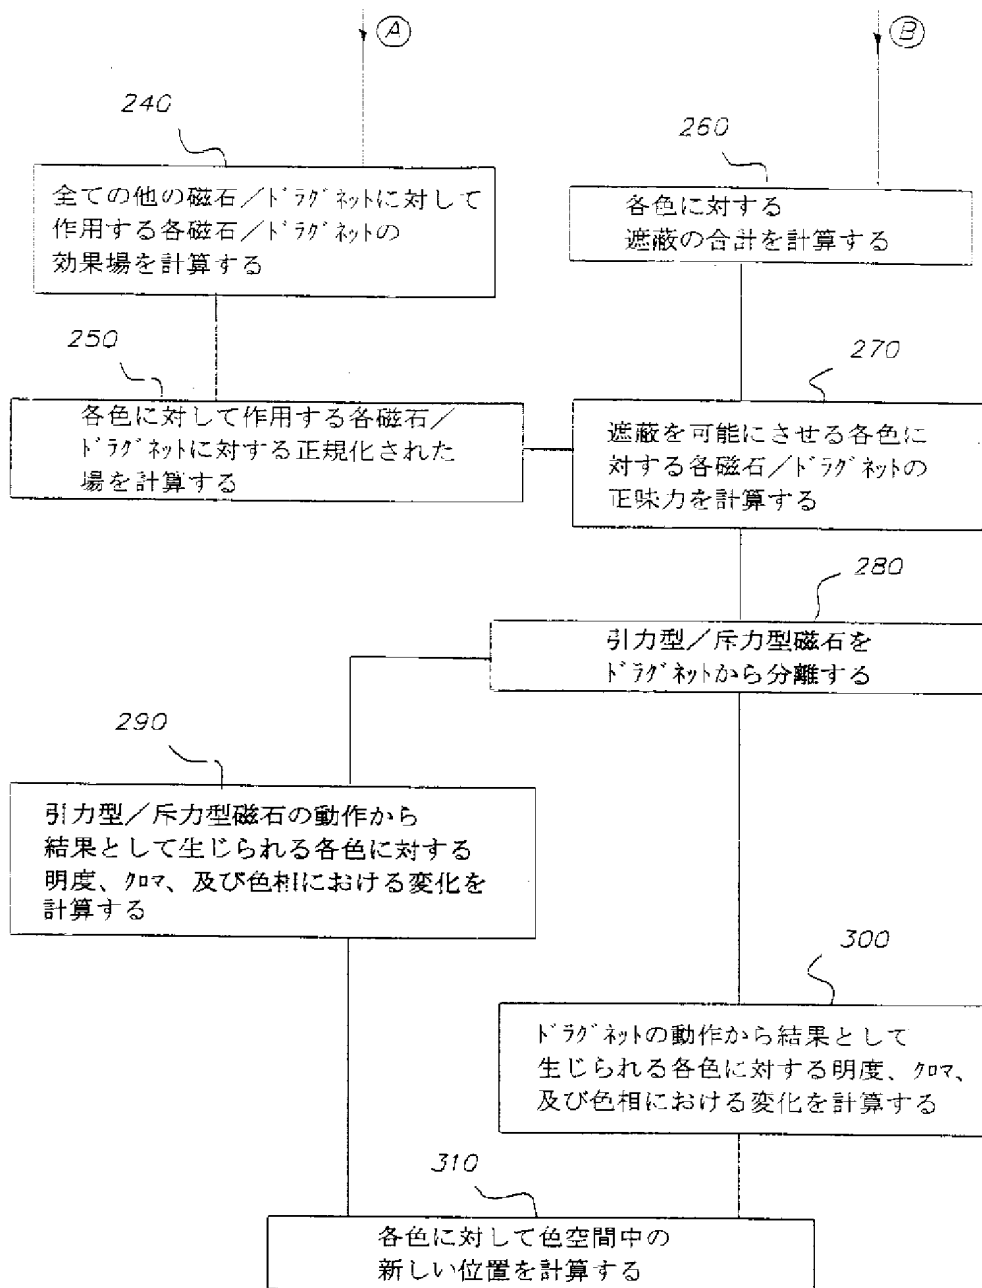 A
B
240
全ての他の磁石／ﾄﾞﾗｸﾞﾈｯﾄに対して
作用する各磁石／ﾄﾞﾗｸﾞﾈｯﾄの
効果場を計算する
260
各色に対する
遮蔽の合計を計算する
250
各色に対して作用する各磁石／
ﾄﾞﾗｸﾞﾈｯﾄに対する正規化された
場を計算する
270
遮蔽を可能にさせる各色に
対する各磁石／ﾄﾞﾗｸﾞﾈｯﾄの
正味力を計算する
280
引力型／斥力型磁石を
ﾄﾞﾗｸﾞﾈｯﾄから分離する
290
引力型／斥力型磁石の動作から
結果として生じられる各色に対する
明度、ｸﾛﾏ、及び色相における変化を
計算する
300
ﾄﾞﾗｸﾞﾈｯﾄの動作から結果として
生じられる各色に対する明度、ｸﾛﾏ、
及び色相における変化を計算する
310
各色に対して色空間中の
新しい位置を計算する